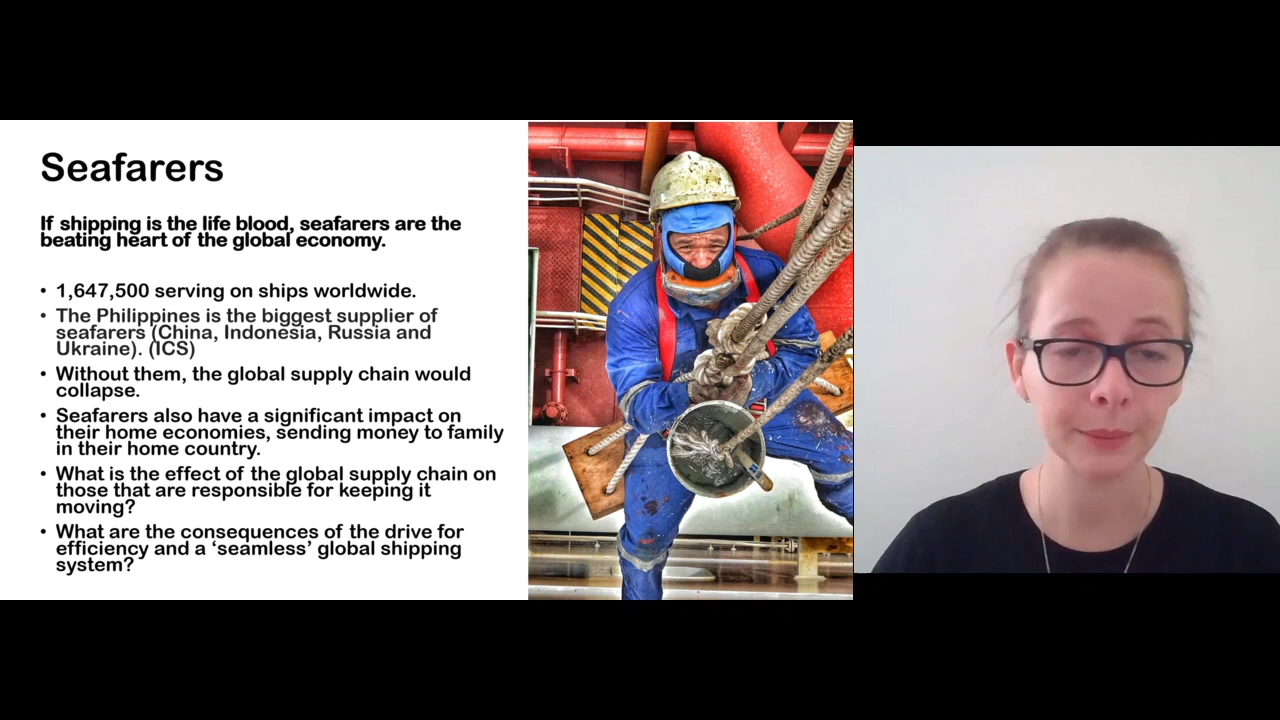 Seafarers
If shipping is the life blood, seafarers are the
beating heart of the global economy.
• 1,647,500 serving on ships worldwide.
• The Philippines is the biggest supplier of
seafarers (China, Indonesia, Russia and
Ukraine). (ICS)
• Without them, the global supply chain would
collapse.
• Seafarers also have a significant impact on
their home economies, sending money to family
in their home country.
• What is the effect of the global supply chain on
those that are responsible for keeping it
moving?
• What are the consequences of the drive for
efficiency and a ‘seamless’ global shipping
system?